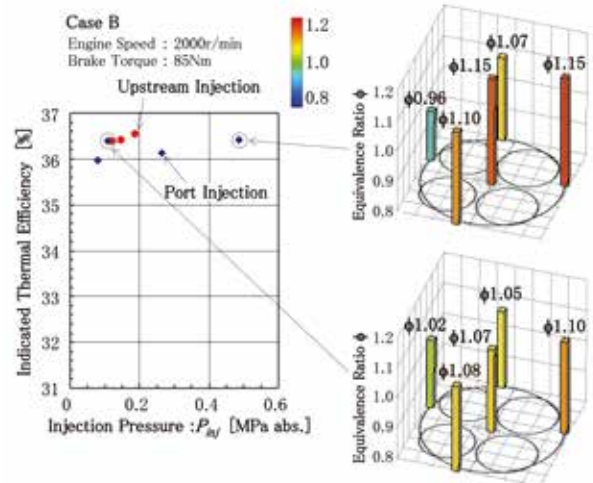 Case B
Engine Speed : 2000r/min
Brake Torque : 85Nm
1.2
1.0
0.8
Upstream Injection
Port Injection
Indicated Thermal Efficiency [%]
37
36
35
34
33
32
31
0
0.2
0.4
0.6
Injection Pressure :Pinj [MPa abs.]
Equivalence Ratio ϕ
1.2
1.1
1.0
0.9
0.8
ϕ1.07
ϕ1.15
ϕ1.15
ϕ0.96
ϕ1.10
Equivalence Ratio ϕ
1.2
1.1
1.0
0.9
0.8
ϕ1.05
ϕ1.02
ϕ1.07
ϕ1.10
ϕ1.08